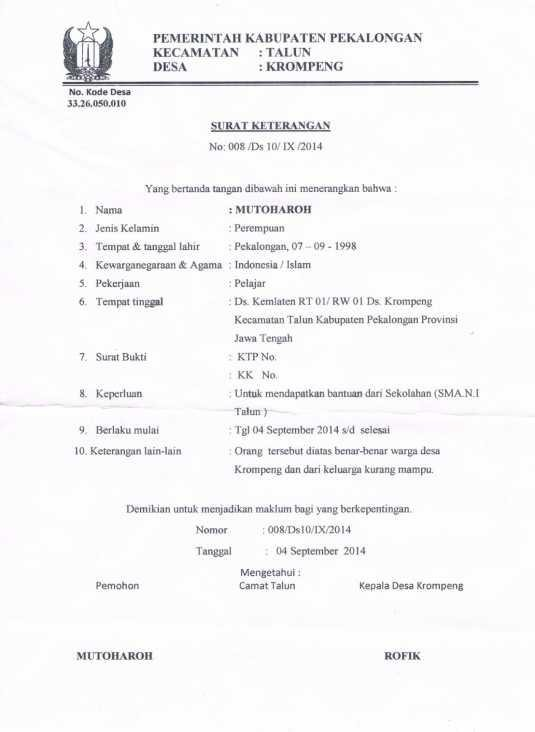 PEMERINTAH KABUPATEN PEKALONGAN
KECAMATAN : TALUN
DESA : KROMPENG
No. Kode Desa
33.26.050.010
SURAT KETERANGAN
No: 008 /Ds 10/ IX /2014
Yang bertanda tangan dibawah ini menerangkan bahwa :
1. Nama : MUTOHAROH
2. Jenis Kelamin : Perempuan
3. Tempat & tanggal lahir : Pekalongan, 07 – 09 - 1998
4. Kewarganegaraan & Agama : Indonesia / Islam
5. Pekerjaan : Pelajar
6. Tempat tinggal : Ds. Kemlaten RT 01/ RW 01 Ds. Krompeng
Kecamatan Talun Kabupaten Pekalongan Provinsi
Jawa Tengah
7. Surat Bukti : KTP No.
: KK No.
8. Keperluan : Untuk mendapatkan bantuan dari Sekolahan (SMA.N.I
Talun )
9. Berlaku mulai : Tgl 04 September 2014 s/d selesai
10. Keterangan lain-lain : Orang tersebut diatas benar-benar warga desa
Krompeng dan dari keluarga kurang mampu.
Demikian untuk menjadikan maklum bagi yang berkepentingan.
Nomor : 008/Ds10/IX/2014
Tanggal : 04 September 2014
Mengetahui :
Pemohon Camat Talun Kepala Desa Krompeng
MUTOHAROH ROFIK